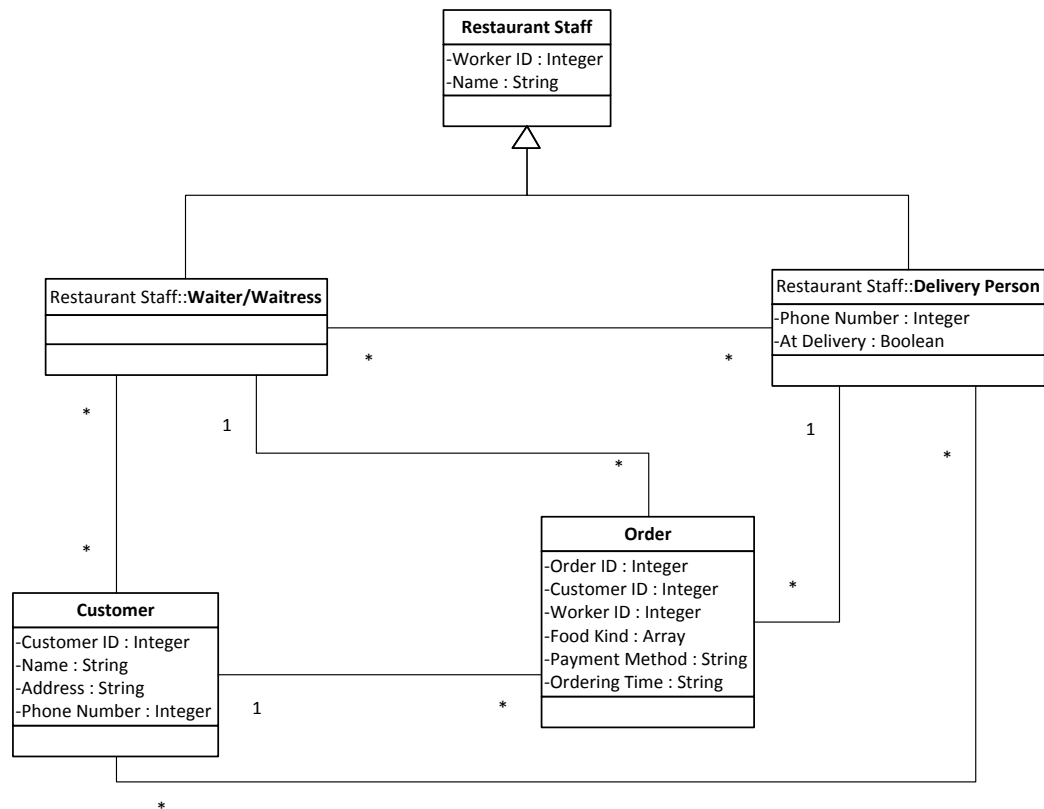 Restaurant Staff
-Worker ID : Integer
-Name : String
Restaurant Staff::Waiter/Waitress
Restaurant Staff::Delivery Person
-Phone Number : Integer
-At Delivery : Boolean
*
*
*
1
1
*
*
*
*
Order
-Order ID : Integer
-Customer ID : Integer
-Worker ID : Integer
-Food Kind : Array
-Payment Method : String
-Ordering Time : String
Customer
-Customer ID : Integer
-Name : String
-Address : String
-Phone Number : Integer
1
*
*